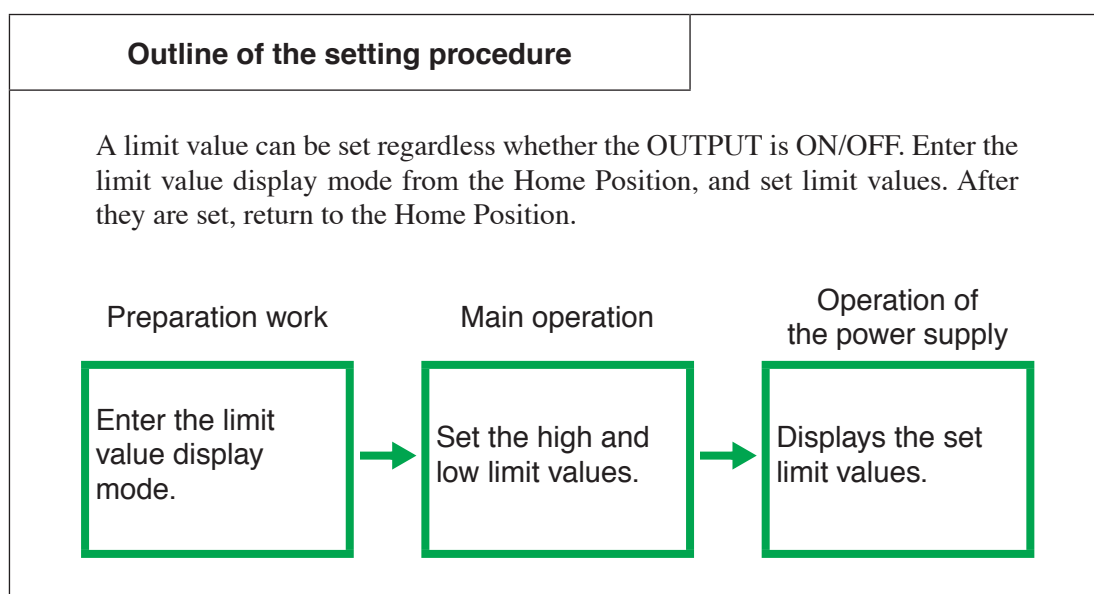 Outline of the setting procedure
A limit value can be set regardless whether the OUTPUT is ON/OFF. Enter the
limit value display mode from the Home Position, and set limit values. After
they are set, return to the Home Position.
Preparation work
Main operation
Operation of
the power supply
Enter the limit
value display
mode.
Set the high and
low limit values.
Displays the set
limit values.